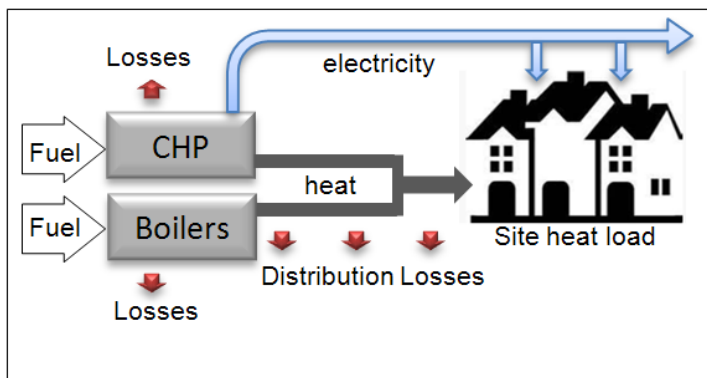 Losses
electricity
Fuel
CHP
heat
Fuel
Boilers
Site heat load
Distribution Losses
Losses